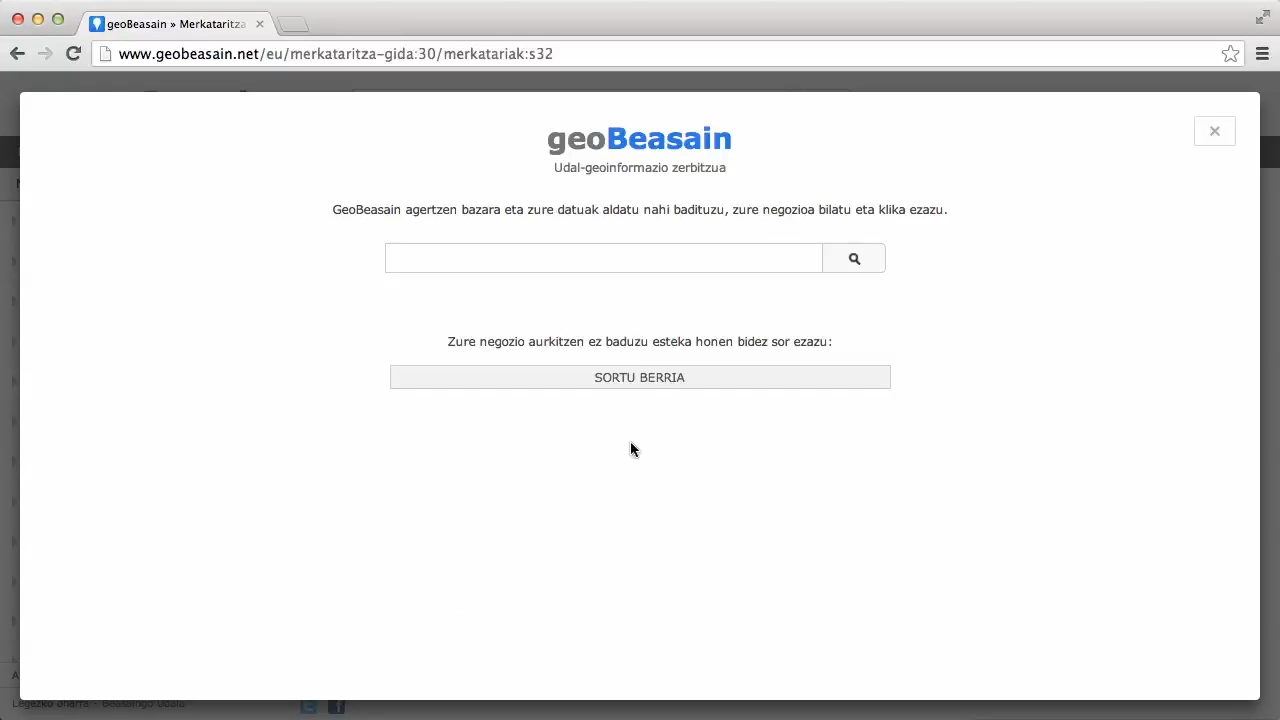 geoBeasain » Merkataritza
www.geobeasain.net/eu/merkataritza-gida:30/merkatariak:s32
geoBeasain
Udal-geoinformazio zerbitzua
GeoBeasain agertzen bazara eta zure datuak aldatu nahi badituzu, zure negozioa bilatu eta klika ezazu.
Zure negozio aurkitzen ez baduzu esteka honen bidez sor ezazu:
SORTU BERRIA
Legezko oharra - Beasaingo Udala